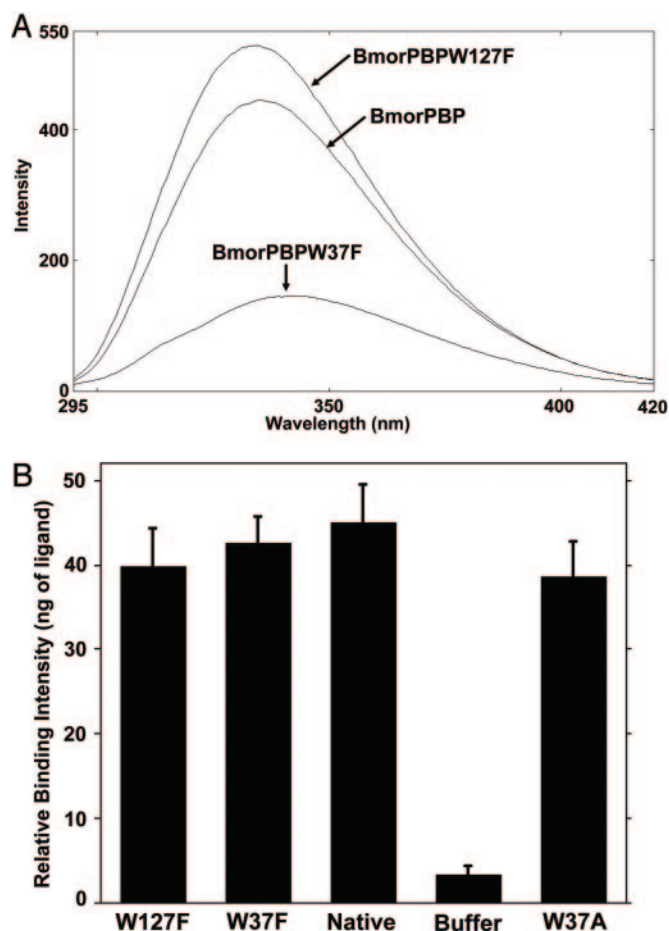 A
550
BmorPBPW127F
BmorPBP
400
Intensity
BmorPBPW37F
200
0
295
350
400
420
Wavelength (nm)
B
50
40
30
20
10
0
Relative Binding Intensity (ng of ligand)
W127F
W37F
Native
Buffer
W37A